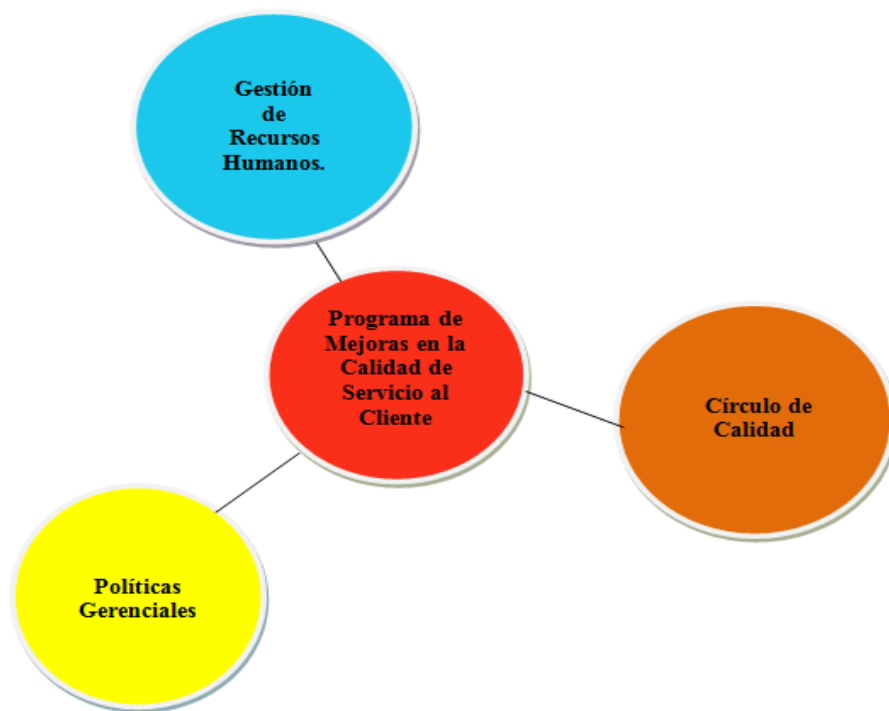 Gestión
de
Recursos
Humanos.
Programa de
Mejoras en la
Calidad de
Servicio al
Cliente
Círculo de
Calidad
Políticas
Gerenciales